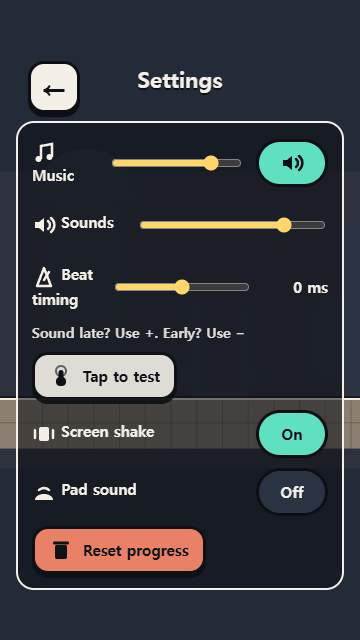 Settings
Music
Sounds
Beat
timing
0 ms
Sound late? Use +. Early? Use −
Tap to test
Screen shake
On
Pad sound
Off
Reset progress